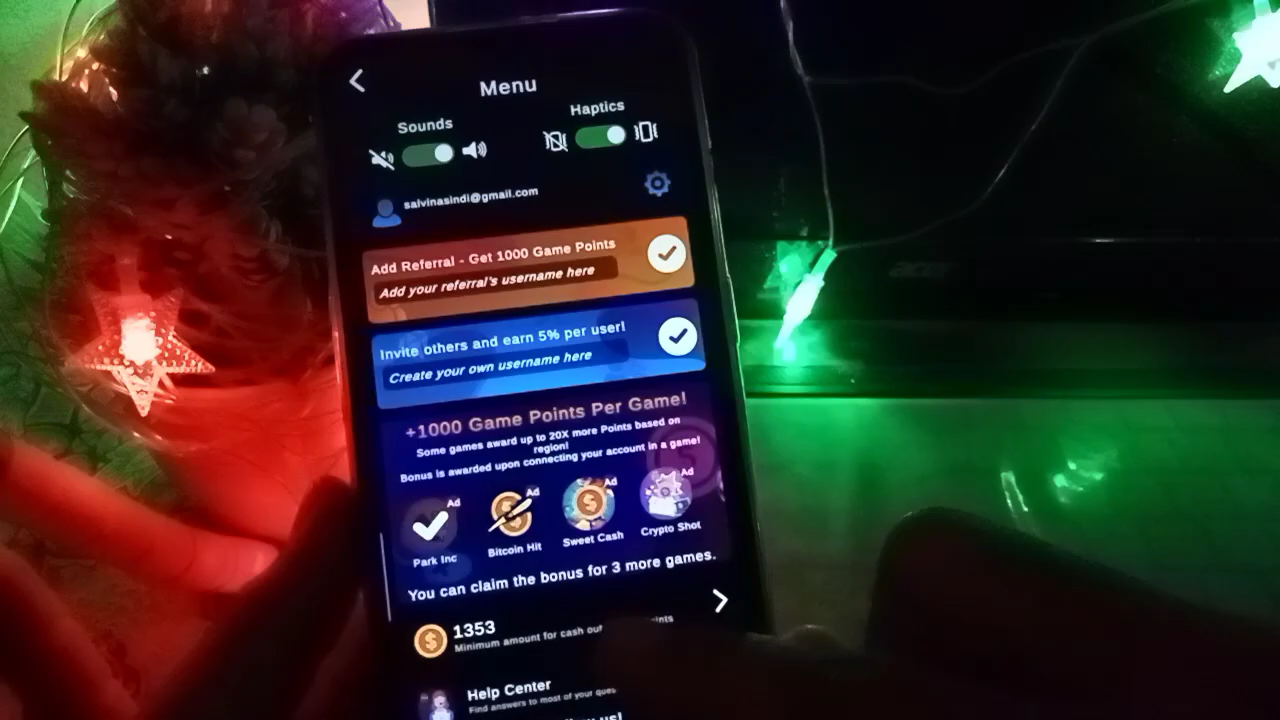 Menu
Sounds
Haptics
salvinasindi@gmail.com
Add Referral - Get 1000 Game Points
Add your referral's username here
Invite others and earn 5% per user!
Create your own username here
+1000 Game Points Per Game!
Some games award up to 20X more Points based on
region!
Bonus is awarded upon connecting your account in a game!
Ad
Ad
Ad
Ad
Park Inc
Bitcoin Hit
Sweet Cash
Crypto Shot
You can claim the bonus for 3 more games.
1353
Minimum amount for cash out
Help Center
Find answers to most of your
us!
acer